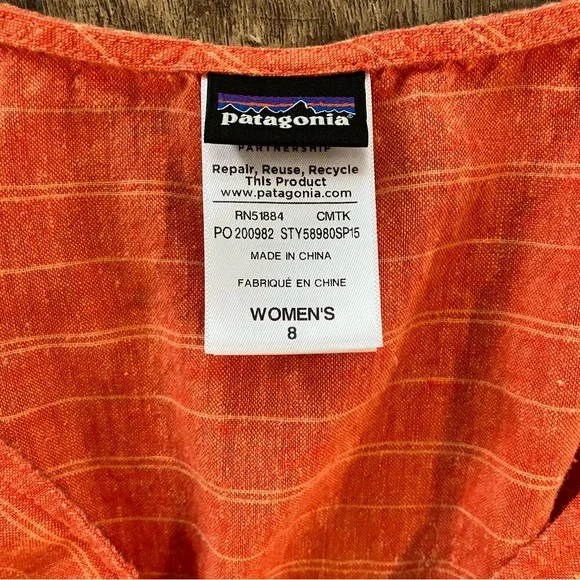 patagonia®
PARTNERSHIP
Repair, Reuse, Recycle
This Product
www.patagonia.com
RN51884 CMTK
PO 200982 STY58980SP15
MADE IN CHINA
FABRIQUÉ EN CHINE
WOMEN'S
8